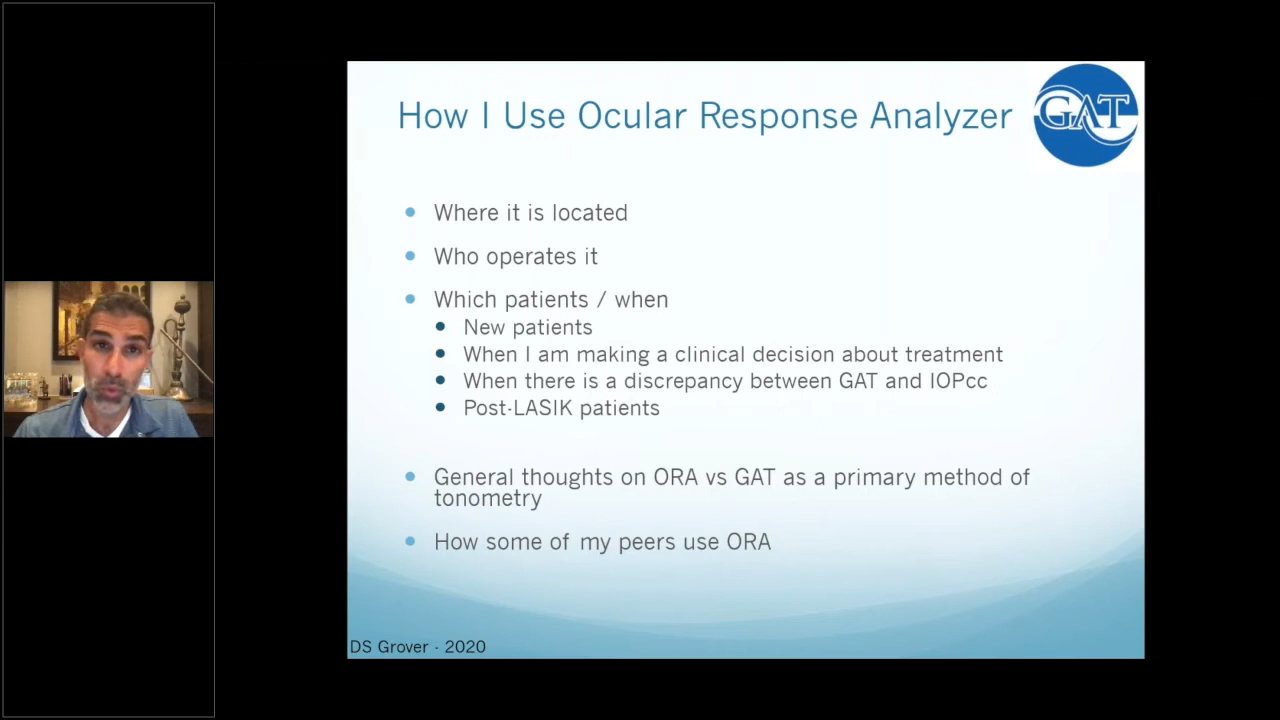 How I Use Ocular Response Analyzer
GAT
Where it is located
Who operates it
Which patients / when
New patients
When I am making a clinical decision about treatment
When there is a discrepancy between GAT and IOPcc
Post-LASIK patients
General thoughts on ORA vs GAT as a primary method of
tonometry
How some of my peers use ORA
DS Grover - 2020